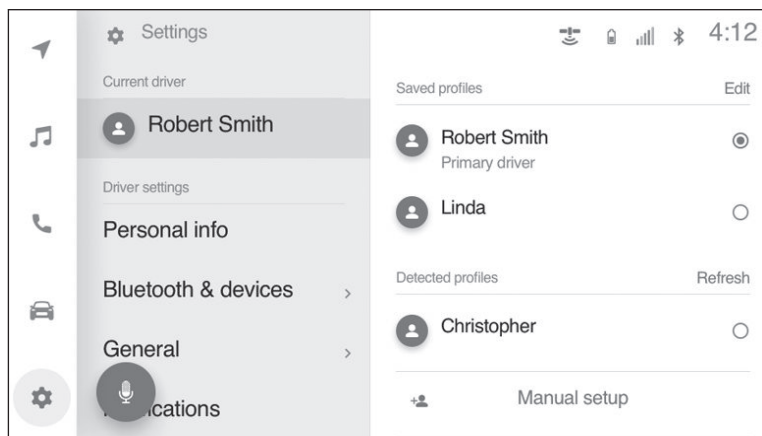 Settings
4:12
Current driver
Robert Smith
Driver settings
Personal info
Bluetooth & devices
General
Saved profiles Edit
Robert Smith
Primary driver
Linda
Detected profiles Refresh
Christopher
Manual setup